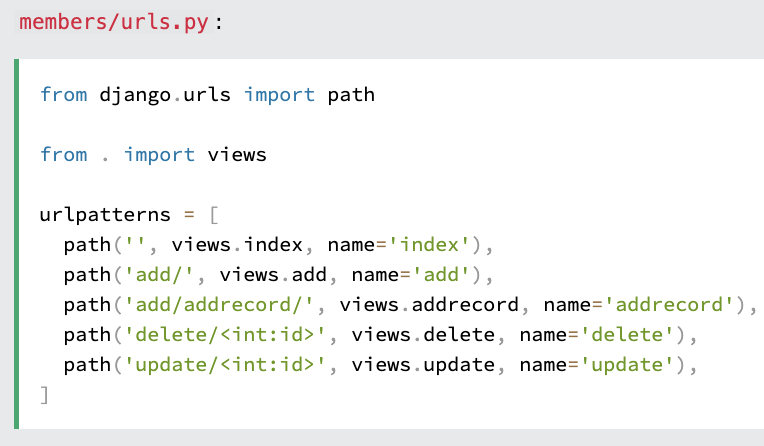 members/urls.py:
from django.urls import path
from . import views
urlpatterns = [
  path('', views.index, name='index'),
  path('add/', views.add, name='add'),
  path('add/addrecord/', views.addrecord, name='addrecord'),
  path('delete/<int:id>', views.delete, name='delete'),
  path('update/<int:id>', views.update, name='update'),
]